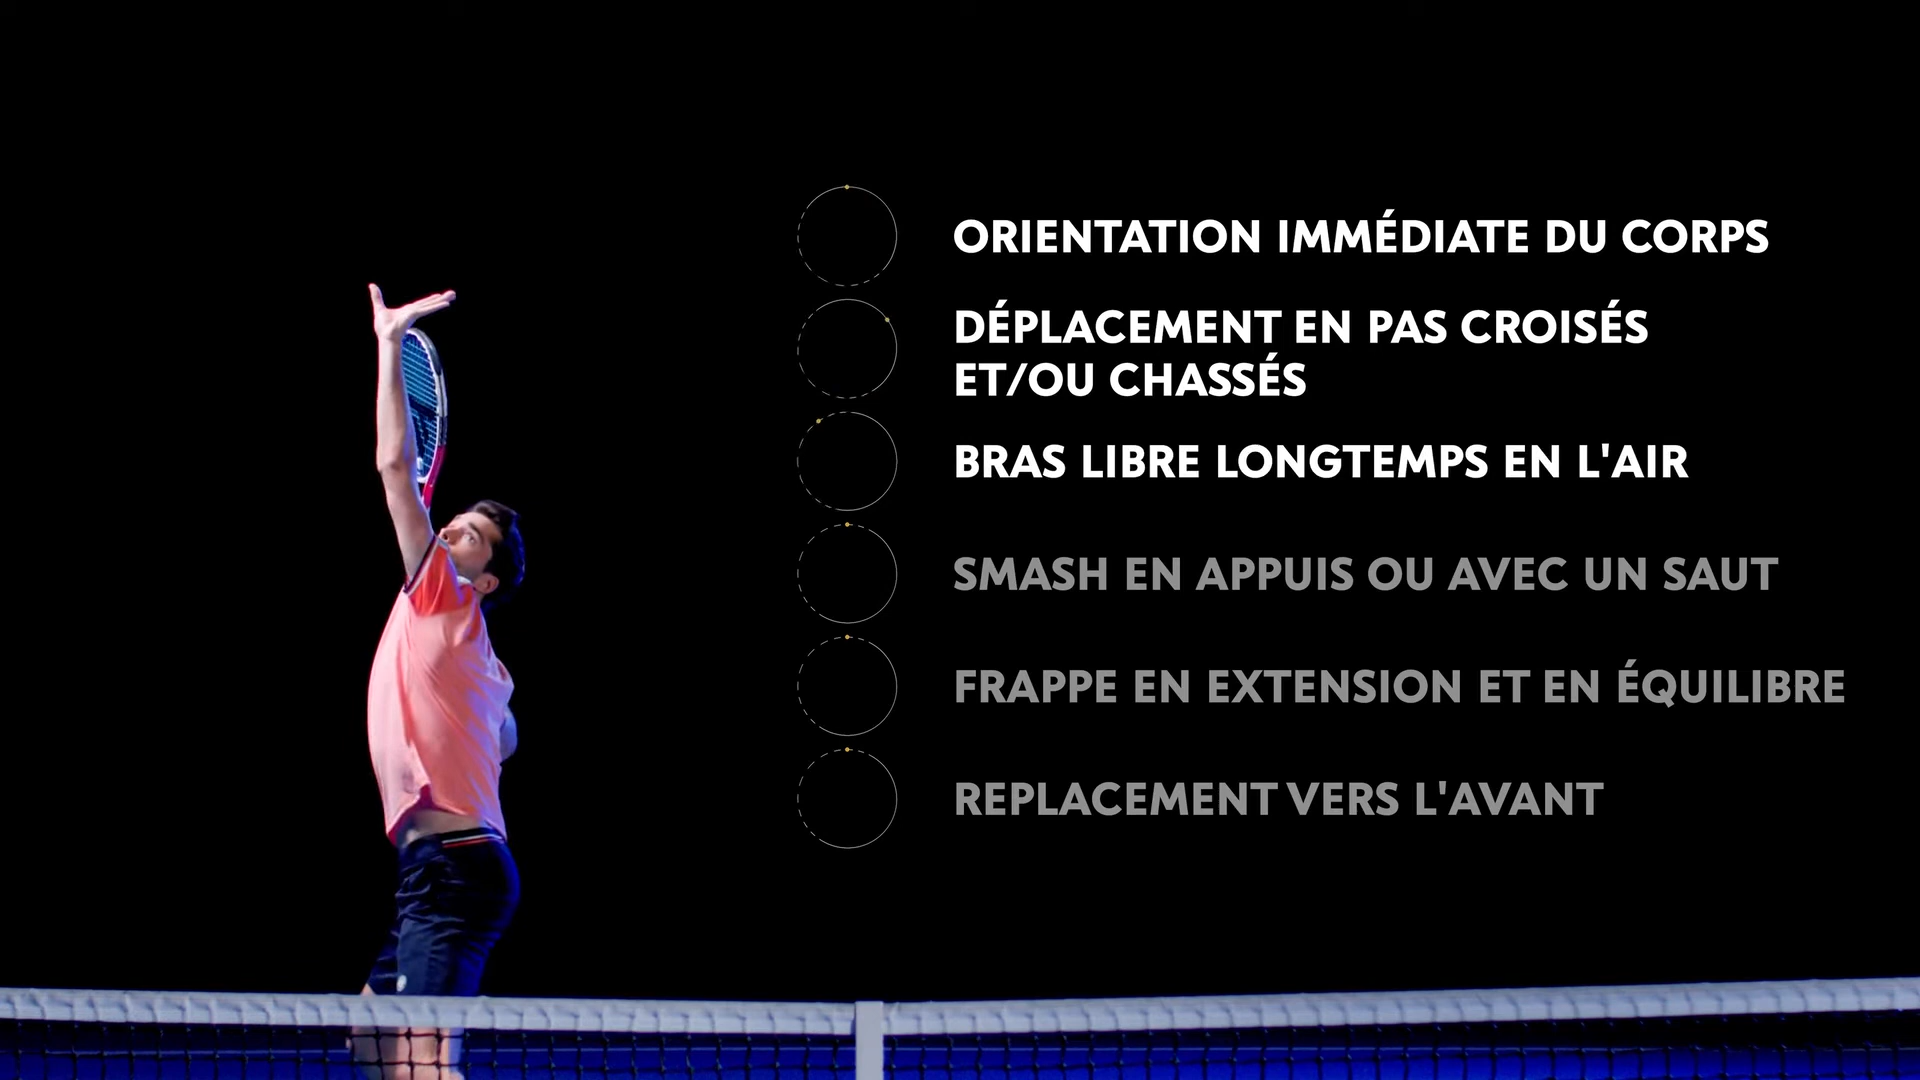 ORIENTATION IMMÉDIATE DU CORPS
DÉPLACEMENT EN PAS CROISÉS
ET/OU CHASSÉS
BRAS LIBRE LONGTEMPS EN L'AIR
SMASH EN APPUIS OU AVEC UN SAUT
FRAPPE EN EXTENSION ET EN ÉQUILIBRE
REPLACEMENT VERS L'AVANT